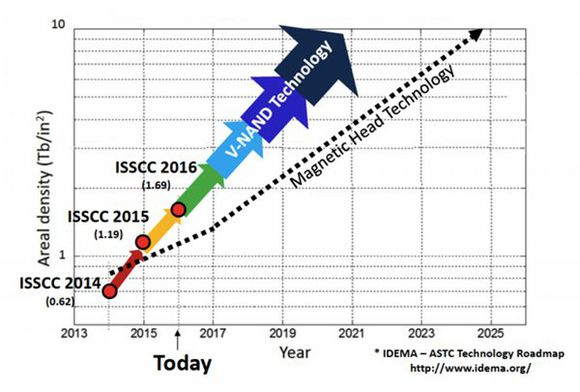 10
V-NAND Technology
Magnetic Head Technology
ISSCC 2016
(1.69)
ISSCC 2015
(1.19)
1
ISSCC 2014
(0.62)
Areal density (Tb/in²)
2013
2015
2017
2019
2021
2023
2025
Today
Year
* IDEMA – ASTC Technology Roadmap
http://www.idema.org/